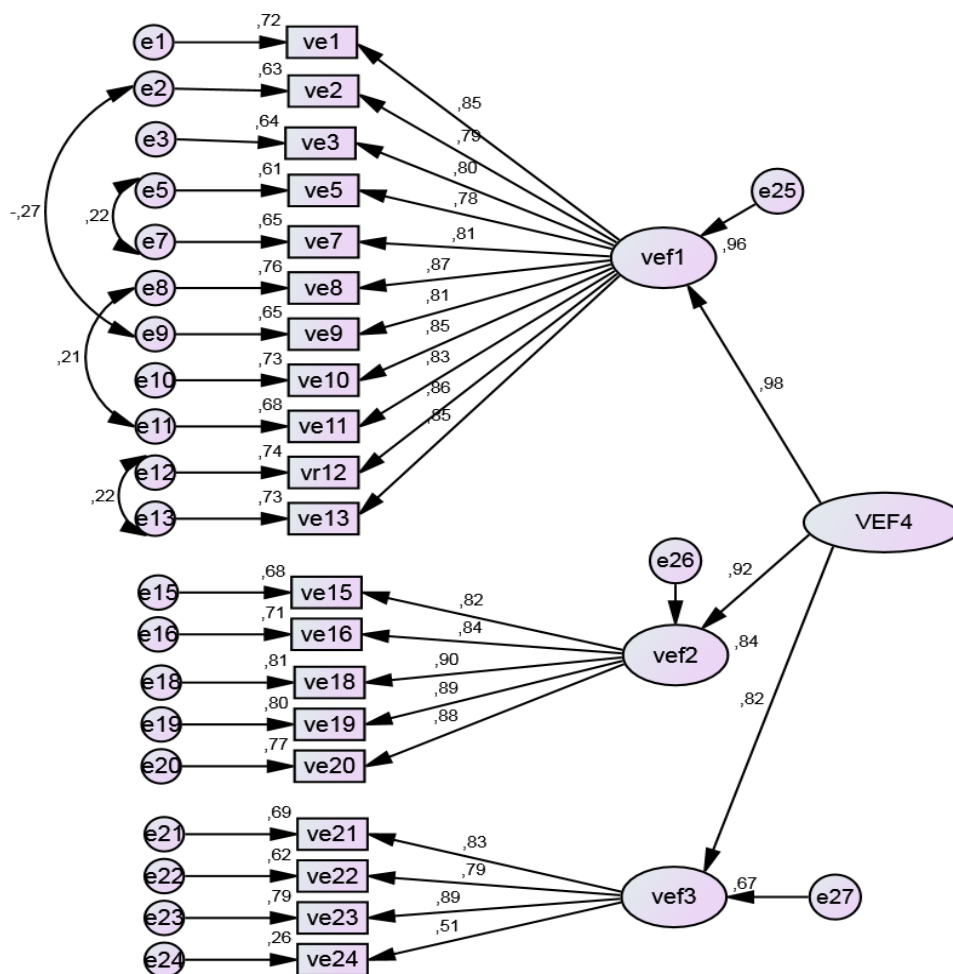 e1 ,72 ve1
e2 ,63 ve2
e3 ,64 ve3
e5 ,61 ve5
e7 ,65 ve7
e8 ,76 ve8
e9 ,65 ve9
e10 ,73 ve10
e11 ,68 ve11
e12 ,74 vr12
e13 ,73 ve13
-,27
,22
,21
,22
,85
,79
,80
,78
,81
,87
,81
,85
,83
,86
,85
e25
vef1 ,96
,98
VEF4
e15 ,68 ve15
e16 ,71 ve16
e18 ,81 ve18
e19 ,80 ve19
e20 ,77 ve20
,82
,84
,90
,89
,88
e26
,92
vef2 ,84
,82
e21 ,69 ve21
e22 ,62 ve22
e23 ,79 ve23
e24 ,26 ve24
,83
,79
,89
,51
vef3 ,67 e27